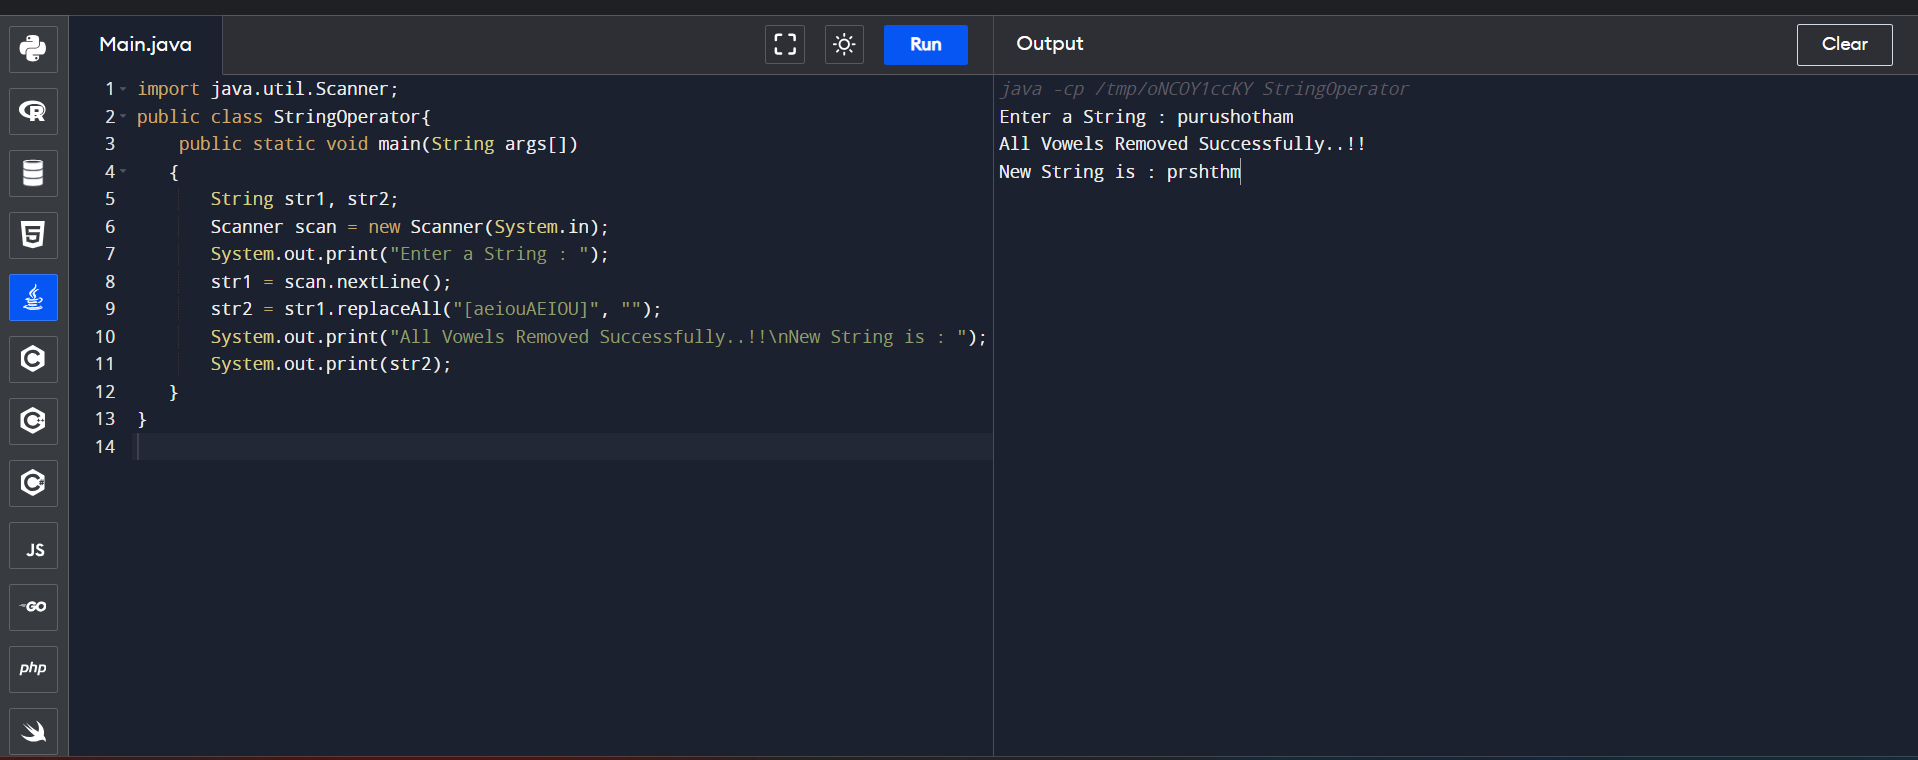 Main.java
Run
Output
Clear
1 import java.util.Scanner;
2 public class StringOperator{
3 public static void main(String args[])
4 {
5 String str1, str2;
6 Scanner scan = new Scanner(System.in);
7 System.out.print("Enter a String : ");
8 str1 = scan.nextLine();
9 str2 = str1.replaceAll("[aeiouAEIOU]", "");
10 System.out.print("All Vowels Removed Successfully..!!\nNew String is : ");
11 System.out.print(str2);
12 }
13 }
14
java -cp /tmp/oNCOY1ccKY StringOperator
Enter a String : purushotham
All Vowels Removed Successfully..!!
New String is : prshthm
R
5
C
C++
C#
JS
GO
php